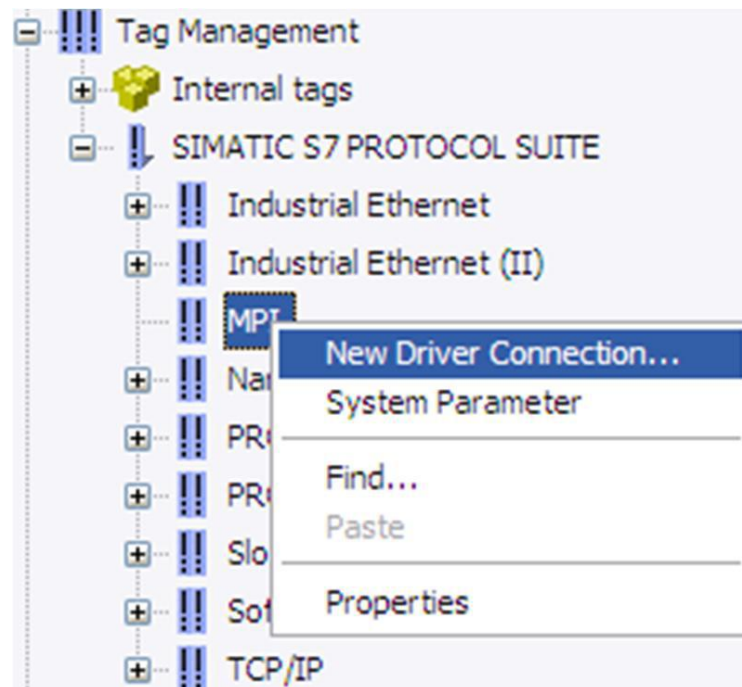 Tag Management
Internal tags
SIMATIC S7 PROTOCOL SUITE
Industrial Ethernet
Industrial Ethernet (II)
MPI
New Driver Connection...
System Parameter
Find...
Paste
Properties
TCP/IP